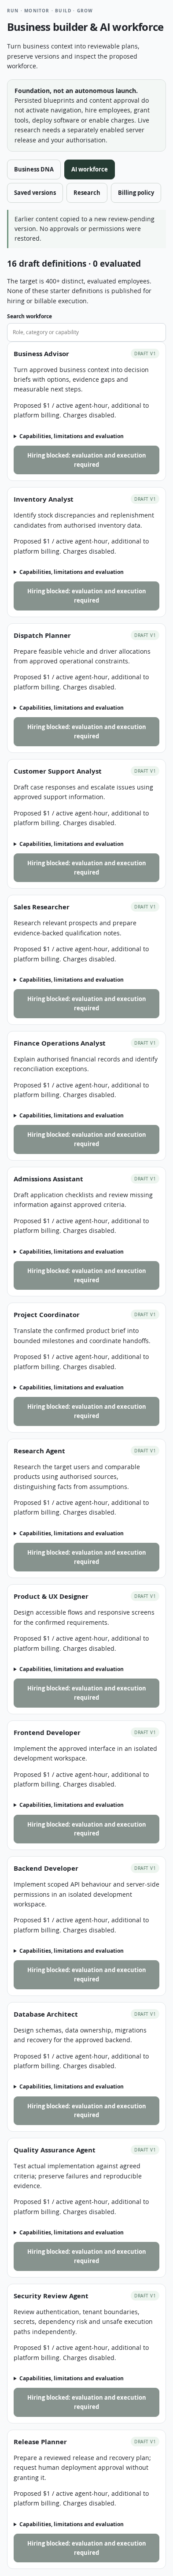 RUN · MONITOR · BUILD · GROW
Business builder & AI workforce
Turn business context into reviewable plans,
preserve versions and inspect the proposed
workforce.
Foundation, not an autonomous launch.
Persisted blueprints and content approval do
not activate navigation, hire employees, grant
tools, deploy software or enable charges. Live
research needs a separately enabled server
release and your authorisation.
Business DNA
AI workforce
Saved versions
Research
Billing policy
Earlier content copied to a new review-pending
version. No approvals or permissions were
restored.
16 draft definitions · 0 evaluated
The target is 400+ distinct, evaluated employees.
None of these starter definitions is published for
hiring or billable execution.
Search workforce
Role, category or capability
Business Advisor
DRAFT V1
Turn approved business context into decision
briefs with options, evidence gaps and
measurable next steps.
Proposed $1 / active agent-hour, additional to
platform billing. Charges disabled.
▶ Capabilities, limitations and evaluation
Hiring blocked: evaluation and execution
required
Inventory Analyst
DRAFT V1
Identify stock discrepancies and replenishment
candidates from authorised inventory data.
Proposed $1 / active agent-hour, additional to
platform billing. Charges disabled.
▶ Capabilities, limitations and evaluation
Hiring blocked: evaluation and execution
required
Dispatch Planner
DRAFT V1
Prepare feasible vehicle and driver allocations
from approved operational constraints.
Proposed $1 / active agent-hour, additional to
platform billing. Charges disabled.
▶ Capabilities, limitations and evaluation
Hiring blocked: evaluation and execution
required
Customer Support Analyst
DRAFT V1
Draft case responses and escalate issues using
approved support information.
Proposed $1 / active agent-hour, additional to
platform billing. Charges disabled.
▶ Capabilities, limitations and evaluation
Hiring blocked: evaluation and execution
required
Sales Researcher
DRAFT V1
Research relevant prospects and prepare
evidence-backed qualification notes.
Proposed $1 / active agent-hour, additional to
platform billing. Charges disabled.
▶ Capabilities, limitations and evaluation
Hiring blocked: evaluation and execution
required
Finance Operations Analyst
DRAFT V1
Explain authorised financial records and identify
reconciliation exceptions.
Proposed $1 / active agent-hour, additional to
platform billing. Charges disabled.
▶ Capabilities, limitations and evaluation
Hiring blocked: evaluation and execution
required
Admissions Assistant
DRAFT V1
Draft application checklists and review missing
information against approved criteria.
Proposed $1 / active agent-hour, additional to
platform billing. Charges disabled.
▶ Capabilities, limitations and evaluation
Hiring blocked: evaluation and execution
required
Project Coordinator
DRAFT V1
Translate the confirmed product brief into
bounded milestones and coordinate handoffs.
Proposed $1 / active agent-hour, additional to
platform billing. Charges disabled.
▶ Capabilities, limitations and evaluation
Hiring blocked: evaluation and execution
required
Research Agent
DRAFT V1
Research the target users and comparable
products using authorised sources,
distinguishing facts from assumptions.
Proposed $1 / active agent-hour, additional to
platform billing. Charges disabled.
▶ Capabilities, limitations and evaluation
Hiring blocked: evaluation and execution
required
Product & UX Designer
DRAFT V1
Design accessible flows and responsive screens
for the confirmed requirements.
Proposed $1 / active agent-hour, additional to
platform billing. Charges disabled.
▶ Capabilities, limitations and evaluation
Hiring blocked: evaluation and execution
required
Frontend Developer
DRAFT V1
Implement the approved interface in an isolated
development workspace.
Proposed $1 / active agent-hour, additional to
platform billing. Charges disabled.
▶ Capabilities, limitations and evaluation
Hiring blocked: evaluation and execution
required
Backend Developer
DRAFT V1
Implement scoped API behaviour and server-side
permissions in an isolated development
workspace.
Proposed $1 / active agent-hour, additional to
platform billing. Charges disabled.
▶ Capabilities, limitations and evaluation
Hiring blocked: evaluation and execution
required
Database Architect
DRAFT V1
Design schemas, data ownership, migrations
and recovery for the approved backend.
Proposed $1 / active agent-hour, additional to
platform billing. Charges disabled.
▶ Capabilities, limitations and evaluation
Hiring blocked: evaluation and execution
required
Quality Assurance Agent
DRAFT V1
Test actual implementation against agreed
criteria; preserve failures and reproducible
evidence.
Proposed $1 / active agent-hour, additional to
platform billing. Charges disabled.
▶ Capabilities, limitations and evaluation
Hiring blocked: evaluation and execution
required
Security Review Agent
DRAFT V1
Review authentication, tenant boundaries,
secrets, dependency risk and unsafe execution
paths independently.
Proposed $1 / active agent-hour, additional to
platform billing. Charges disabled.
▶ Capabilities, limitations and evaluation
Hiring blocked: evaluation and execution
required
Release Planner
DRAFT V1
Prepare a reviewed release and recovery plan;
request human deployment approval without
granting it.
Proposed $1 / active agent-hour, additional to
platform billing. Charges disabled.
▶ Capabilities, limitations and evaluation
Hiring blocked: evaluation and execution
required